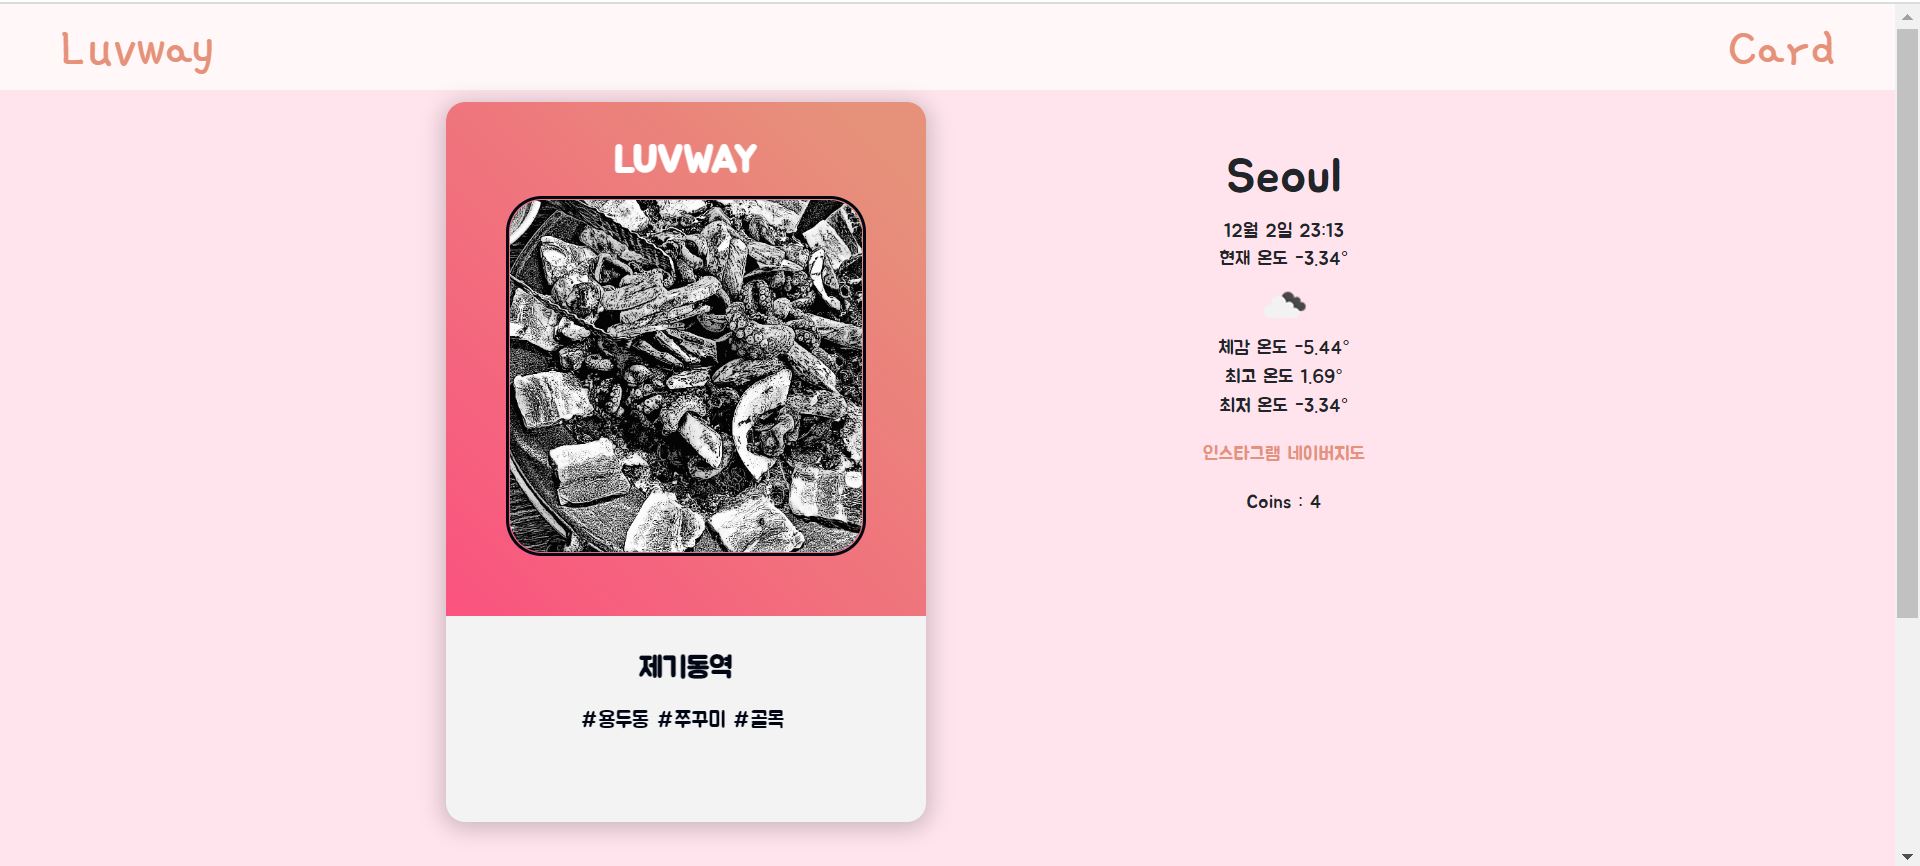 Luvway
Card
LUVWAY
제기동역
#용두동 #쭈꾸미 #골목
Seoul
12월 2일 23:13
현재 온도 -3.34°
체감 온도 -5.44°
최고 온도 1.69°
최저 온도 -3.34°
인스타그램 네이버지도
Coins : 4